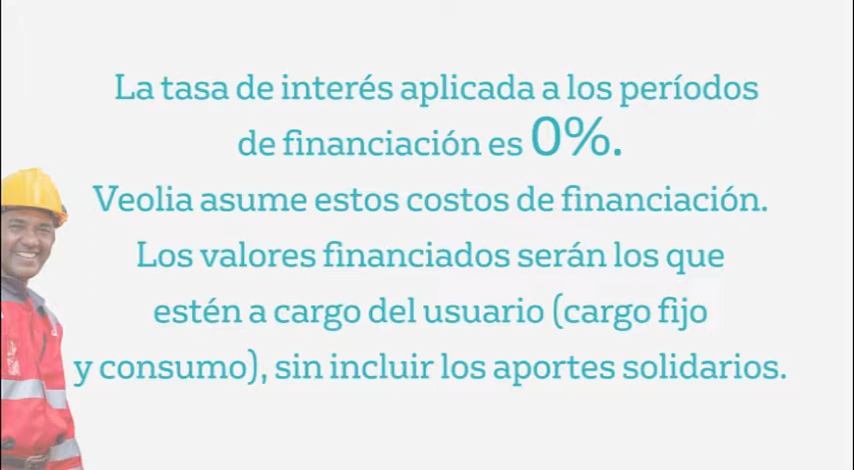 La tasa de interés aplicada a los períodos
de financiación es 0%.
Veolia asume estos costos de financiación.
Los valores financiados serán los que
estén a cargo del usuario (cargo fijo
y consumo), sin incluir los aportes solidarios.